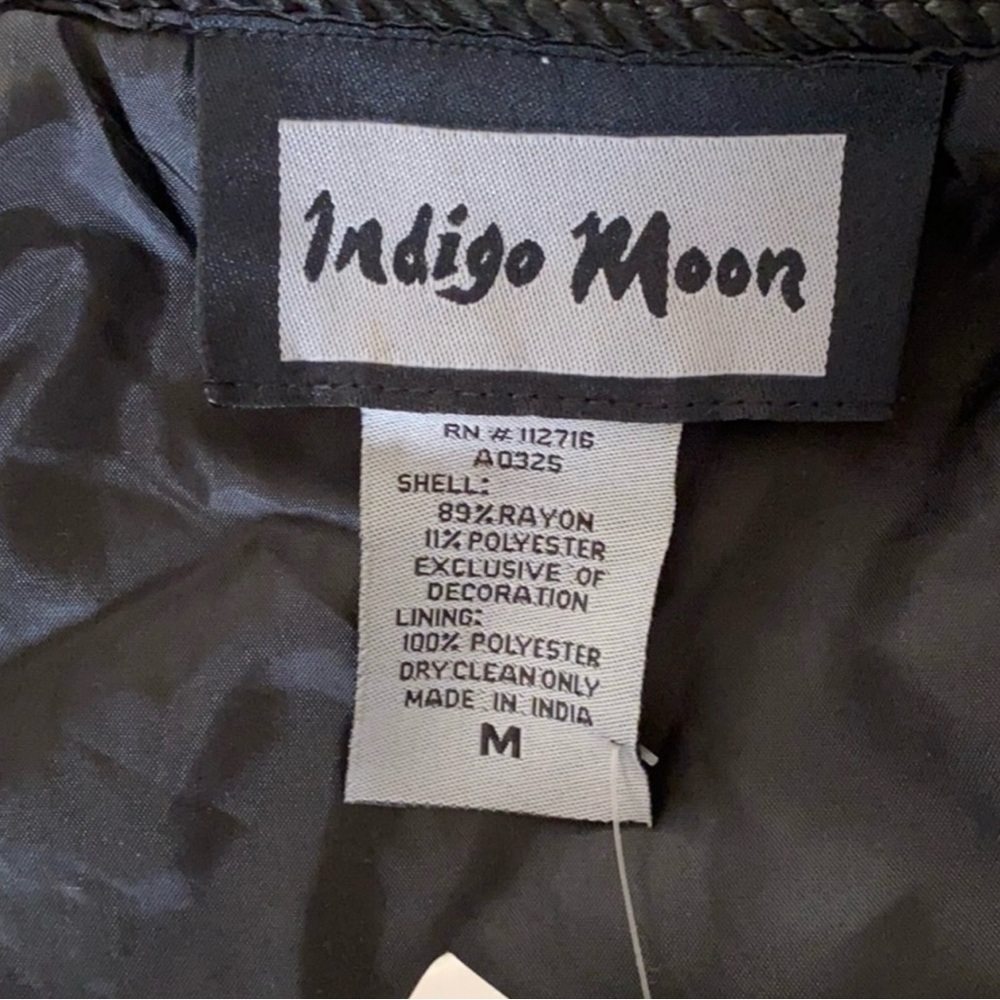 Indigo Moon
RN # 112716
A0325
SHELL:
89% RAYON
11% POLYESTER
EXCLUSIVE OF
DECORATION
LINING:
100% POLYESTER
DRY CLEAN ONLY
MADE IN INDIA
M